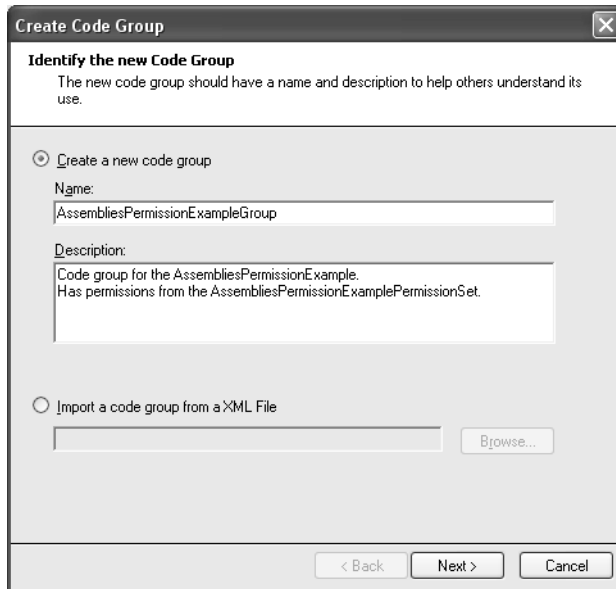 Create Code Group
Identify the new Code Group
The new code group should have a name and description to help others understand its
use.
Create a new code group
Name:
AssembliesPermissionExampleGroup
Description:
Code group for the AssembliesPermissionExample.
Has permissions from the AssembliesPermissionExamplePermissionSet.
Import a code group from a XML File
Browse...
< Back Next > Cancel